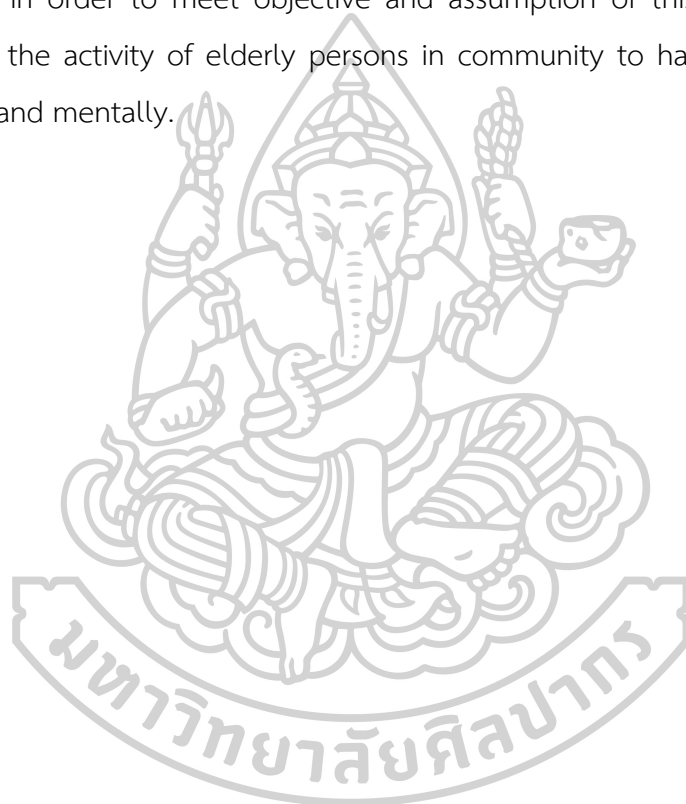 in order to meet objective and assumption of this
the activity of elderly persons in community to ha
and mentally.
มหาวิทยาลัยศิลปากร